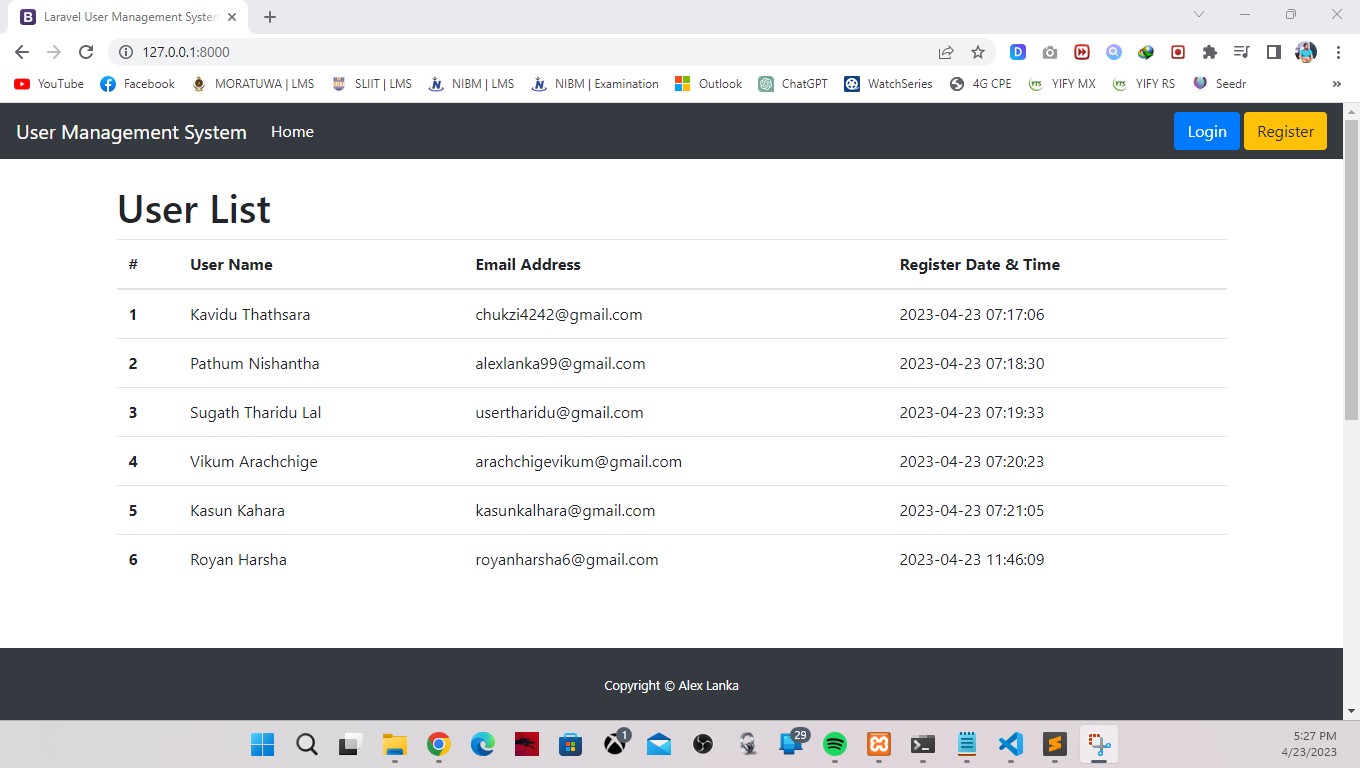 Laravel User Management System
127.0.0.1:8000
YouTube Facebook MORATUWA | LMS SLIIT | LMS NIBM | LMS NIBM | Examination Outlook ChatGPT WatchSeries 4G CPE YIFY MX YIFY RS Seedr »
User Management System Home Login Register
User List
# User Name Email Address Register Date & Time
1 Kavidu Thathsara chukzi4242@gmail.com 2023-04-23 07:17:06
2 Pathum Nishantha alexlanka99@gmail.com 2023-04-23 07:18:30
3 Sugath Tharidu Lal usertharidu@gmail.com 2023-04-23 07:19:33
4 Vikum Arachchige arachchigevikum@gmail.com 2023-04-23 07:20:23
5 Kasun Kahara kasunkalhara@gmail.com 2023-04-23 07:21:05
6 Royan Harsha royanharsha6@gmail.com 2023-04-23 11:46:09
Copyright © Alex Lanka
1 29 5:27 PM
4/23/2023